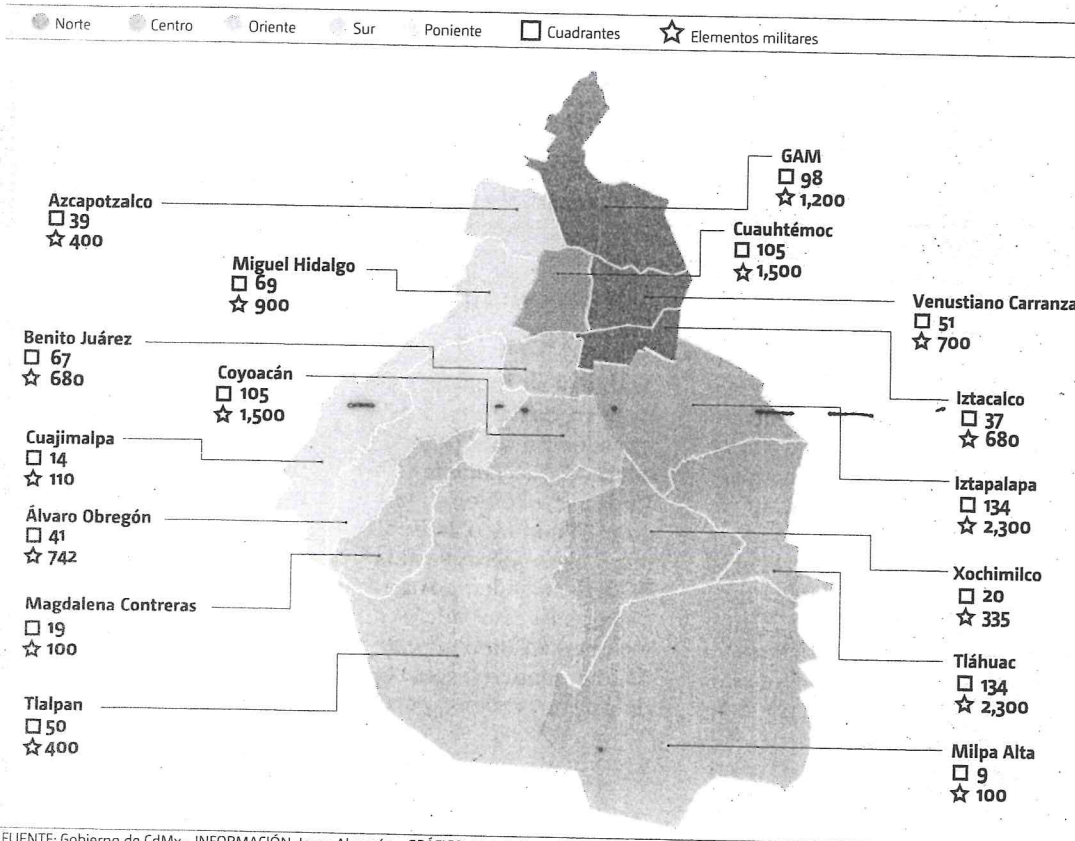 Norte Centro Oriente Sur Poniente Cuadrantes Elementos militares
Azcapotzalco
39
400
Miguel Hidalgo
69
900
Benito Juárez
67
680
Coyoacán
105
1,500
Cuajimalpa
14
110
Álvaro Obregón
41
742
Magdalena Contreras
19
100
Tlalpan
50
400
GAM
98
1,200
Cuauhtémoc
105
1,500
Venustiano Carranza
51
700
Iztacalco
37
680
Iztapalapa
134
2,300
Xochimilco
20
335
Tláhuac
134
2,300
Milpa Alta
9
100
FUENTE: Gobierno de CdMx INFORMACIÓN: